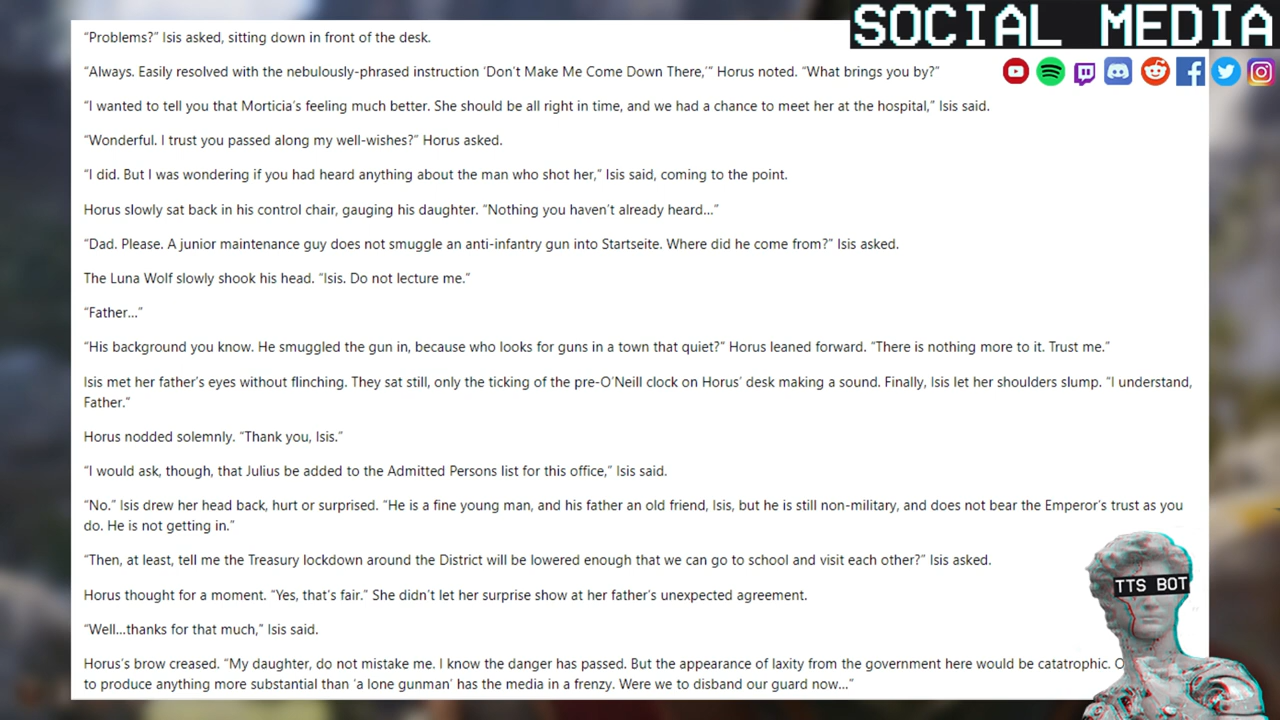 SOCIAL MEDIA
“Problems?” Isis asked, sitting down in front of the desk.
“Always. Easily resolved with the nebulously-phrased instruction ‘Don’t Make Me Come Down There,’” Horus noted. “What brings you by?”
“I wanted to tell you that Morticia’s feeling much better. She should be all right in time, and we had a chance to meet her at the hospital,” Isis said.
“Wonderful. I trust you passed along my well-wishes?” Horus asked.
“I did. But I was wondering if you had heard anything about the man who shot her,” Isis said, coming to the point.
Horus slowly sat back in his control chair, gauging his daughter. “Nothing you haven’t already heard…”
“Dad. Please. A junior maintenance guy does not smuggle an anti-infantry gun into Startseite. Where did he come from?” Isis asked.
The Luna Wolf slowly shook his head. “Isis. Do not lecture me.”
“Father…”
“His background you know. He smuggled the gun in, because who looks for guns in a town that quiet?” Horus leaned forward. “There is nothing more to it. Trust me.”
Isis met her father’s eyes without flinching. They sat still, only the ticking of the pre-O’Neill clock on Horus’ desk making a sound. Finally, Isis let her shoulders slump. “I understand,
Father.”
Horus nodded solemnly. “Thank you, Isis.”
“I would ask, though, that Julius be added to the Admitted Persons list for this office,” Isis said.
“No.” Isis drew her head back, hurt or surprised. “He is a fine young man, and his father an old friend, Isis, but he is still non-military, and does not bear the Emperor’s trust as you
do. He is not getting in.”
“Then, at least, tell me the Treasury lockdown around the District will be lowered enough that we can go to school and visit each other?” Isis asked.
Horus thought for a moment. “Yes, that’s fair.” She didn’t let her surprise show at her father’s unexpected agreement.
“Well…thanks for that much,” Isis said.
Horus’s brow creased. “My daughter, do not mistake me. I know the danger has passed. But the appearance of laxity from the government here would be catatrophic.
to produce anything more substantial than ‘a lone gunman’ has the media in a frenzy. Were we to disband our guard now…”
TTS BOT